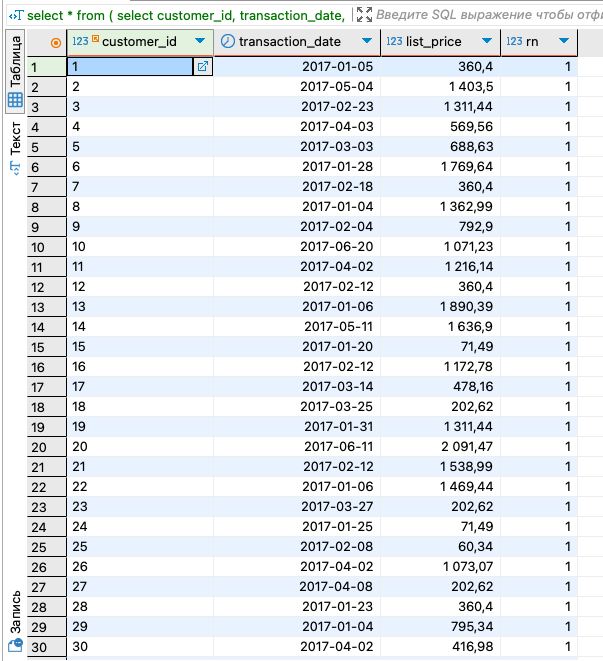 select * from ( select customer_id, transaction_date, Введите SQL выражение чтобы отфи
Таблица
Текст
Запись
123 customer_id transaction_date 123 list_price 123 rn
1 1 2017-01-05 360,4 1
2 2 2017-05-04 1 403,5 1
3 3 2017-02-23 1 311,44 1
4 4 2017-04-03 569,56 1
5 5 2017-03-03 688,63 1
6 6 2017-01-28 1 769,64 1
7 7 2017-02-18 360,4 1
8 8 2017-01-04 1 362,99 1
9 9 2017-02-04 792,9 1
10 10 2017-06-20 1 071,23 1
11 11 2017-04-02 1 216,14 1
12 12 2017-02-12 360,4 1
13 13 2017-01-06 1 890,39 1
14 14 2017-05-11 1 636,9 1
15 15 2017-01-20 71,49 1
16 16 2017-02-12 1 172,78 1
17 17 2017-03-14 478,16 1
18 18 2017-03-25 202,62 1
19 19 2017-01-31 1 311,44 1
20 20 2017-06-11 2 091,47 1
21 21 2017-02-12 1 538,99 1
22 22 2017-01-06 1 469,44 1
23 23 2017-03-27 202,62 1
24 24 2017-01-25 71,49 1
25 25 2017-02-08 60,34 1
26 26 2017-04-02 1 073,07 1
27 27 2017-04-08 202,62 1
28 28 2017-01-23 360,4 1
29 29 2017-01-04 795,34 1
30 30 2017-04-02 416,98 1